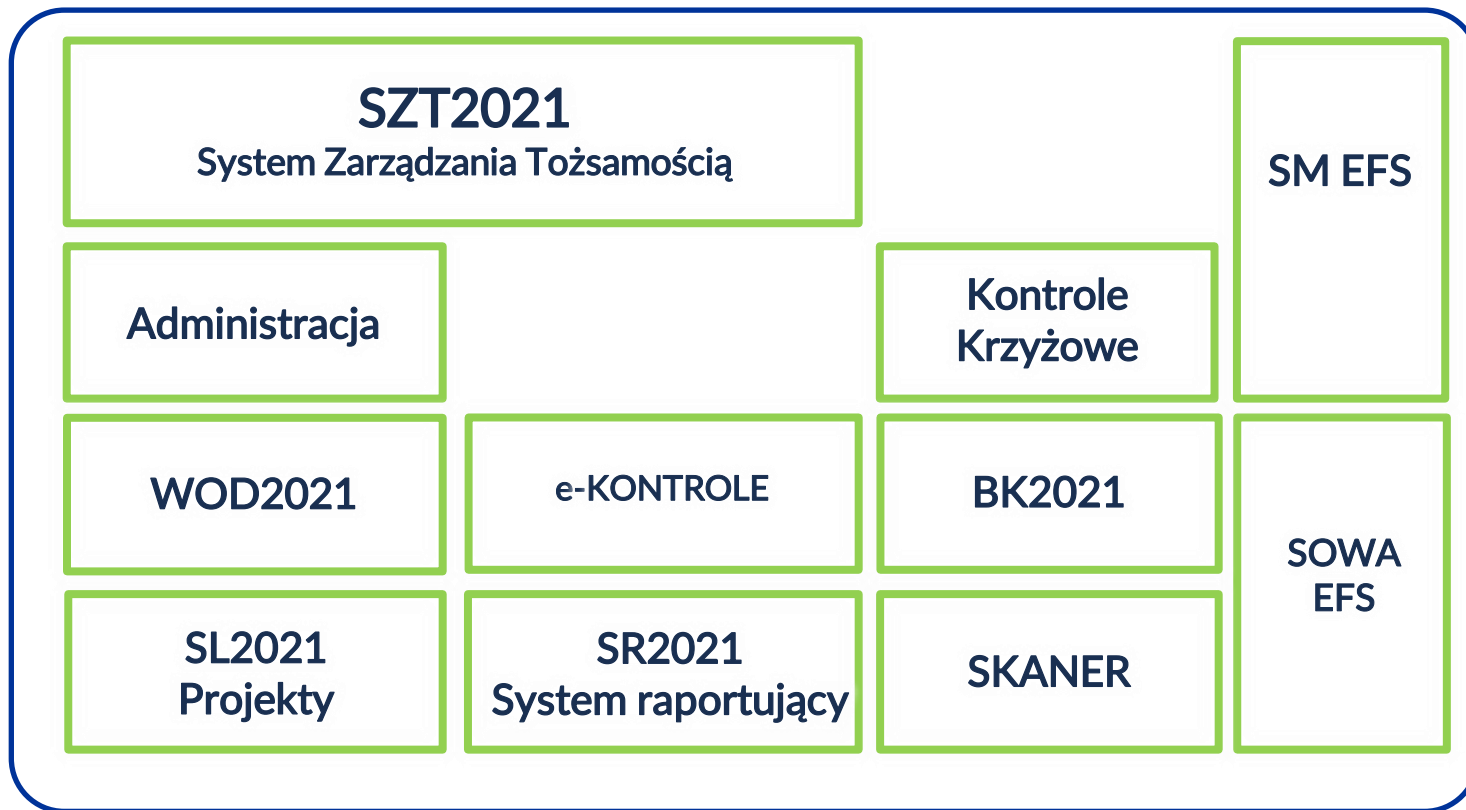 SZT2021
System Zarządzania Tożsamością
SM EFS
Administracja
Kontrole
Krzyżowe
WOD2021
e-KONTROLE
BK2021
SOWA
EFS
SL2021
Projekty
SR2021
System raportujący
SKANER